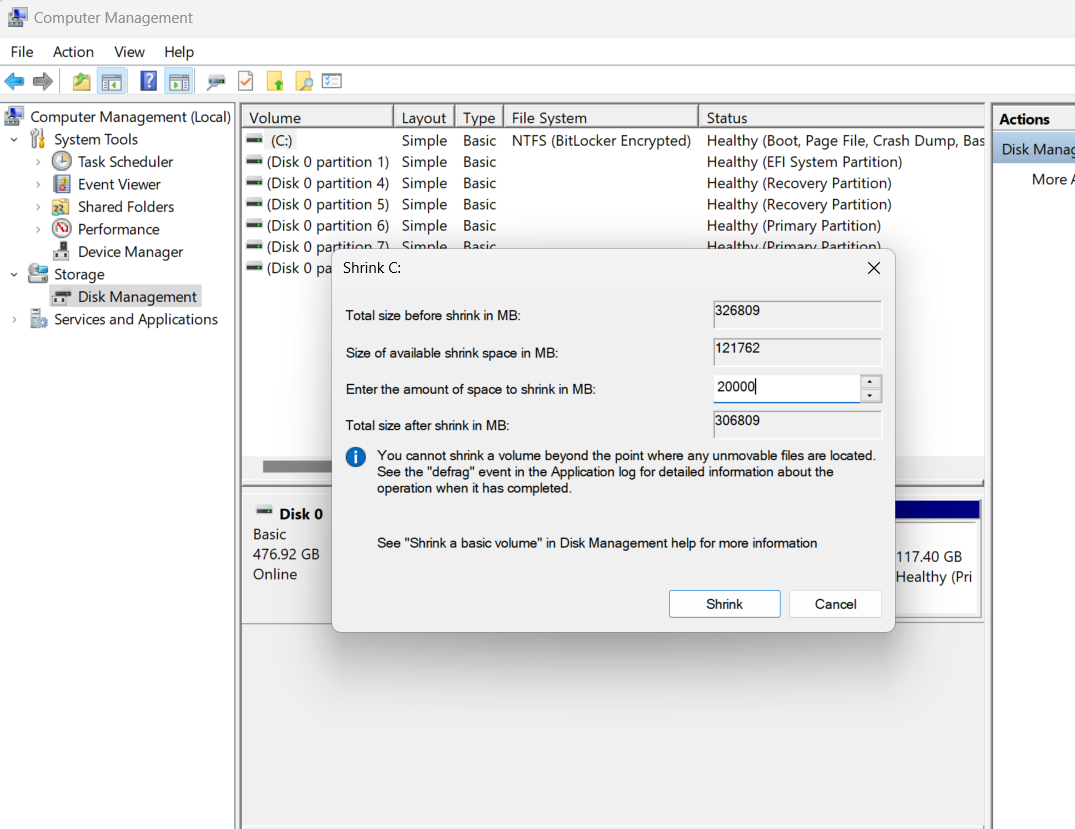 Computer Management
File Action View Help
Computer Management (Local)
System Tools
Task Scheduler
Event Viewer
Shared Folders
Performance
Device Manager
Storage
Disk Management
Services and Applications
Volume Layout Type File System Status
(C:) Simple Basic NTFS (BitLocker Encrypted) Healthy (Boot, Page File, Crash Dump, Bas
(Disk 0 partition 1) Simple Basic Healthy (EFI System Partition)
(Disk 0 partition 4) Simple Basic Healthy (Recovery Partition)
(Disk 0 partition 5) Simple Basic Healthy (Recovery Partition)
(Disk 0 partition 6) Simple Basic Healthy (Primary Partition)
(Disk 0 partition 7) Simple Basic Healthy (Primary Partition)
(Disk 0 pa
Actions
Disk Manag
More A
Shrink C:
Total size before shrink in MB: 326809
Size of available shrink space in MB: 121762
Enter the amount of space to shrink in MB: 20000
Total size after shrink in MB: 306809
You cannot shrink a volume beyond the point where any unmovable files are located.
See the "defrag" event in the Application log for detailed information about the
operation when it has completed.
See "Shrink a basic volume" in Disk Management help for more information
Shrink Cancel
Disk 0
Basic
476.92 GB
Online
117.40 GB
Healthy (Pri